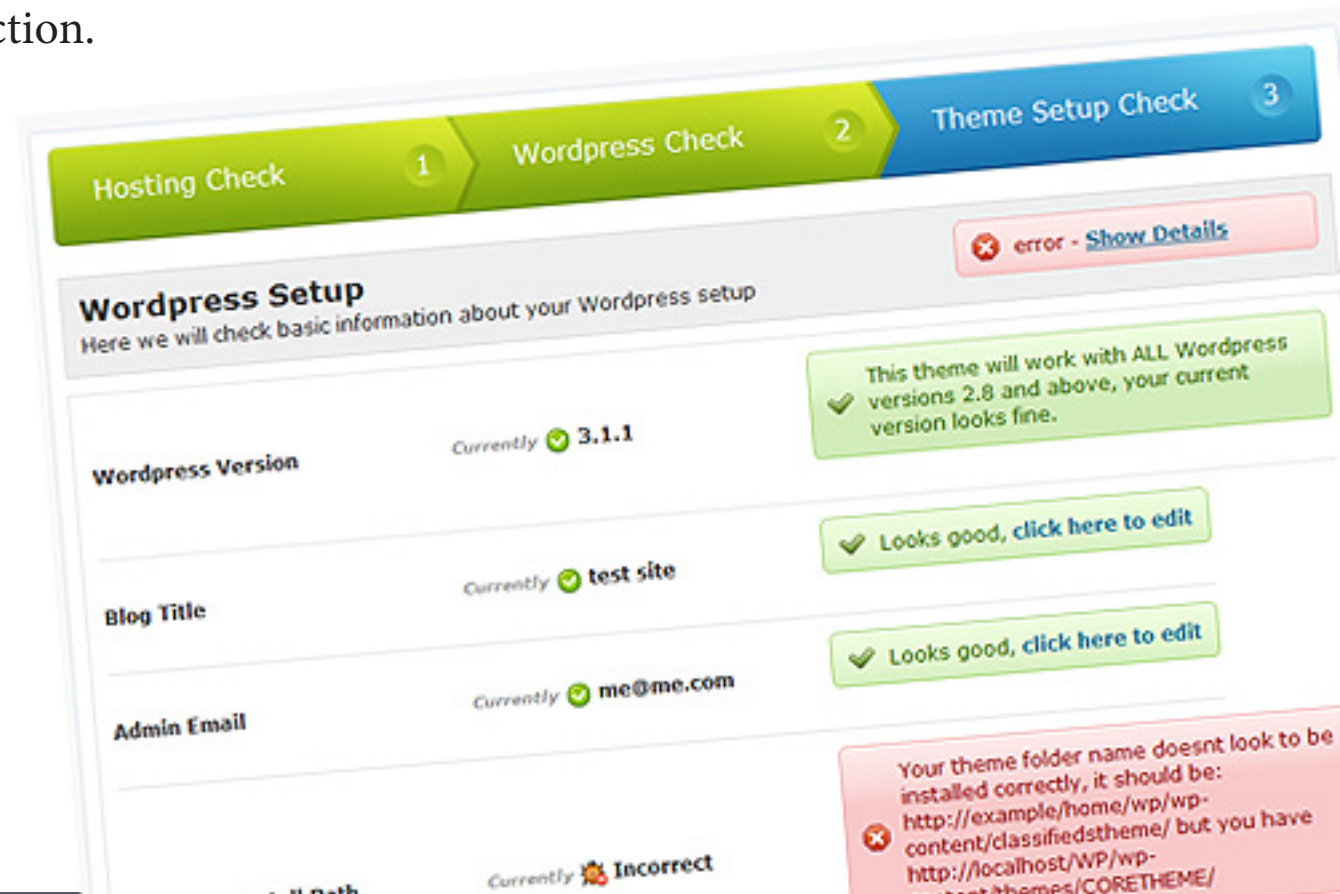 ction.
Hosting Check 1 Wordpress Check 2 Theme Setup Check 3
error - Show Details
Wordpress Setup
Here we will check basic information about your Wordpress setup
Wordpress Version
Currently 3.1.1
This theme will work with ALL Wordpress
versions 2.8 and above, your current
version looks fine.
Blog Title
Currently test site
Looks good, click here to edit
Admin Email
Currently me@me.com
Looks good, click here to edit
Path
Currently Incorrect
Your theme folder name doesnt look to be
installed correctly, it should be:
http://example/home/wp/wp-
content/classifiedstheme/ but you have
http://localhost/WP/wp-
content/themes/CORETHEME/